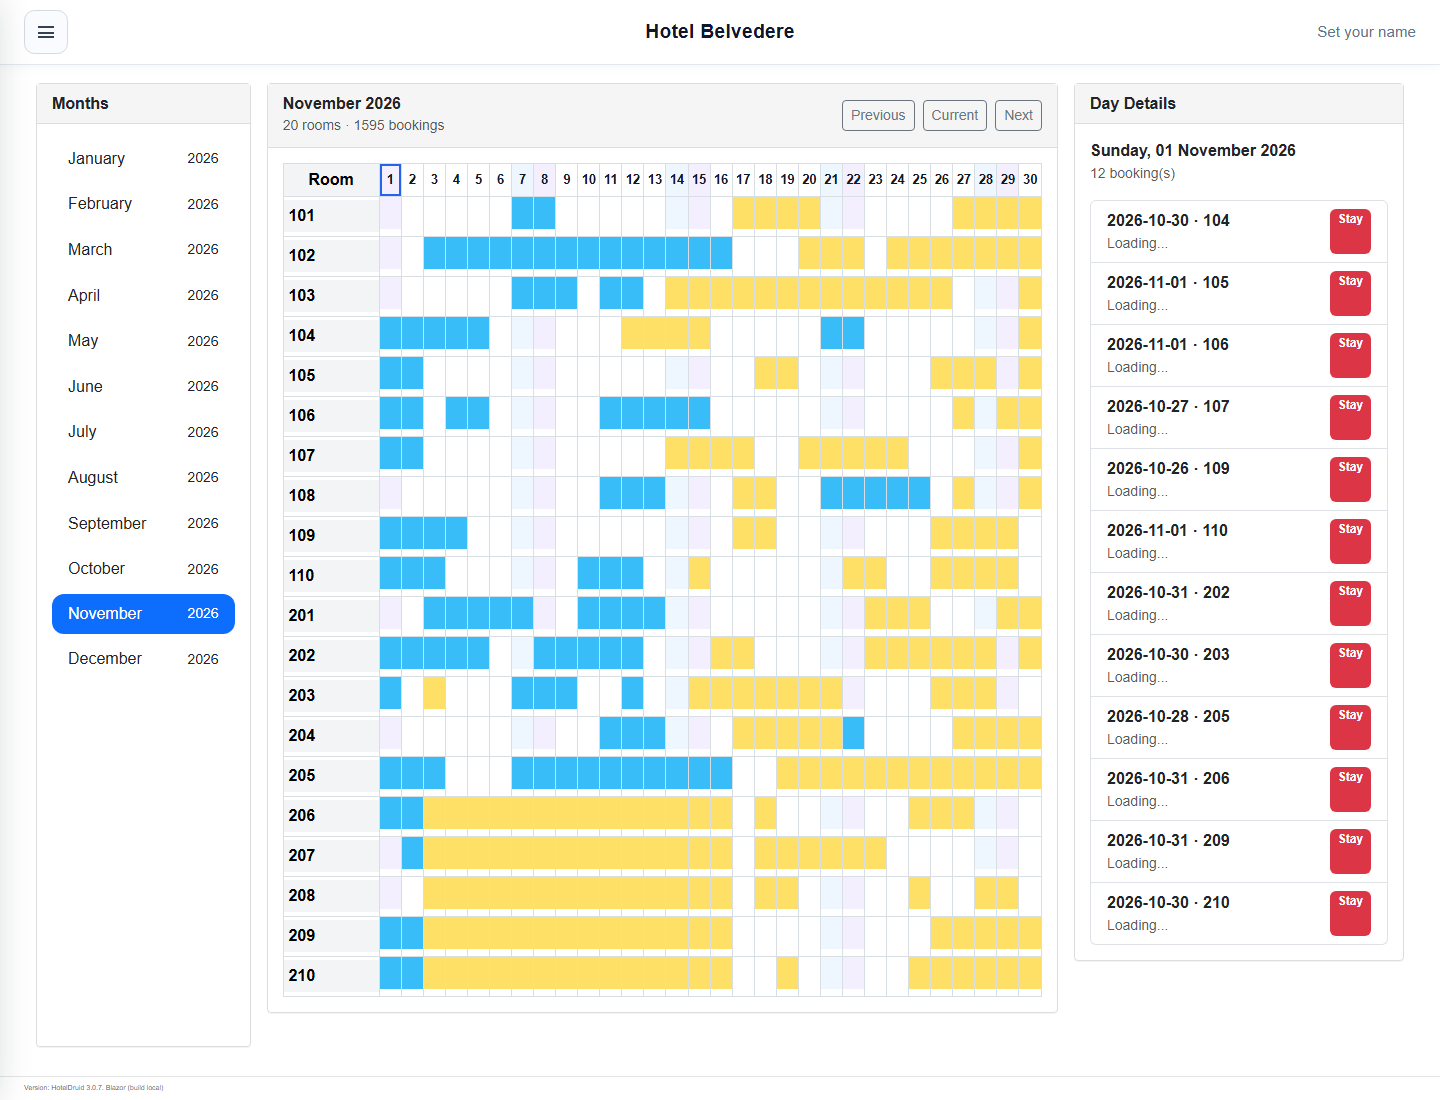 Hotel Belvedere
Set your name
Months
January 2026
February 2026
March 2026
April 2026
May 2026
June 2026
July 2026
August 2026
September 2026
October 2026
November 2026
December 2026
November 2026
20 rooms · 1595 bookings
Previous
Current
Next
Room 1 2 3 4 5 6 7 8 9 10 11 12 13 14 15 16 17 18 19 20 21 22 23 24 25 26 27 28 29 30
101
102
103
104
105
106
107
108
109
110
201
202
203
204
205
206
207
208
209
210
Day Details
Sunday, 01 November 2026
12 booking(s)
2026-10-30 · 104 Stay
Loading...
2026-11-01 · 105 Stay
Loading...
2026-11-01 · 106 Stay
Loading...
2026-10-27 · 107 Stay
Loading...
2026-10-26 · 109 Stay
Loading...
2026-11-01 · 110 Stay
Loading...
2026-10-31 · 202 Stay
Loading...
2026-10-30 · 203 Stay
Loading...
2026-10-28 · 205 Stay
Loading...
2026-10-31 · 206 Stay
Loading...
2026-10-31 · 209 Stay
Loading...
2026-10-30 · 210 Stay
Loading...
Version: HotelDruid 3.0.7. Blazor (build local)